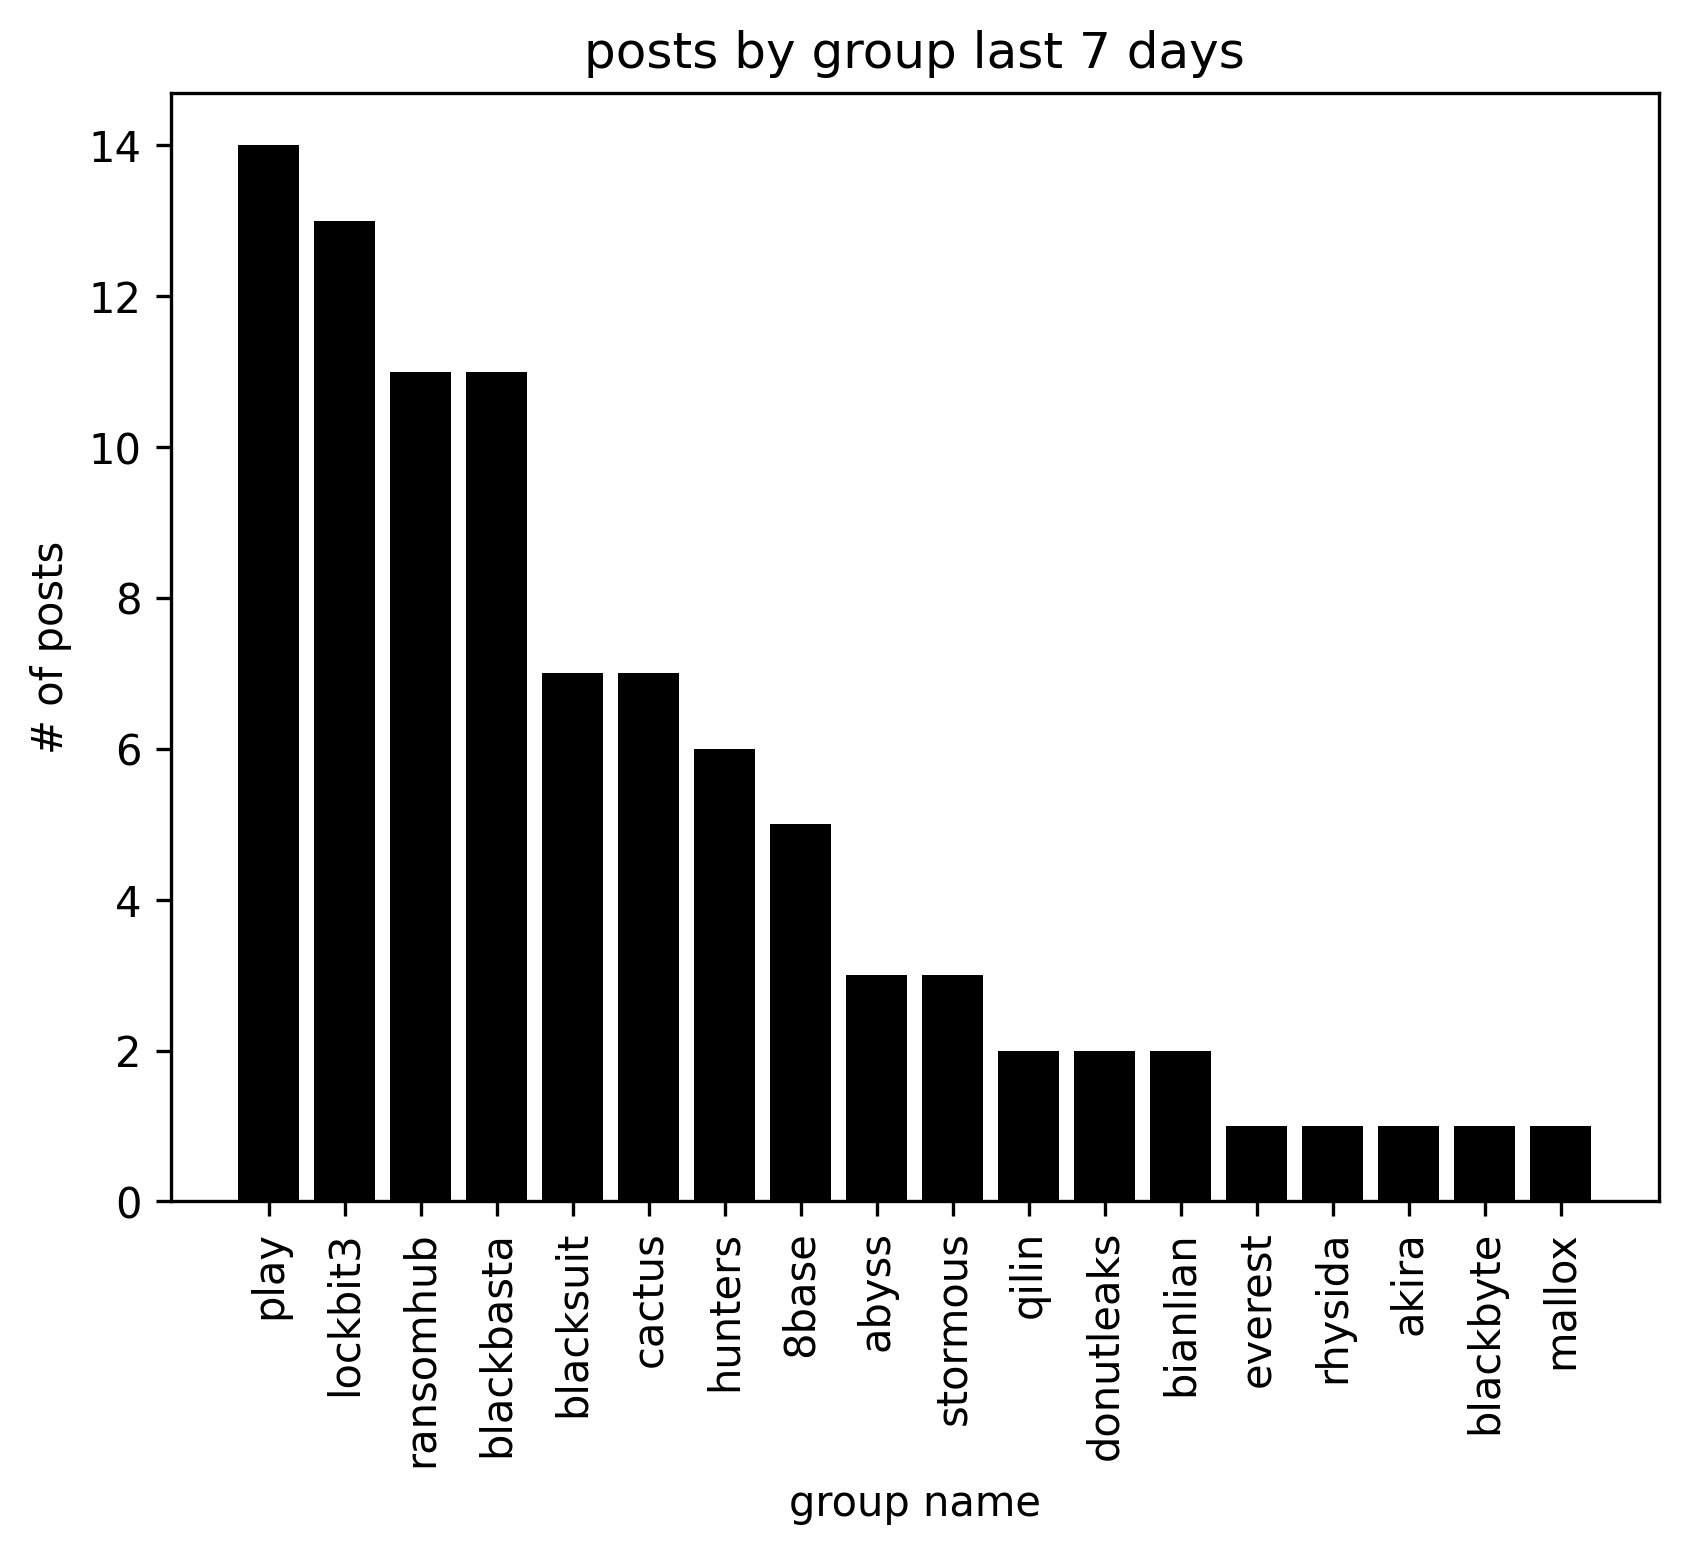 posts by group last 7 days
14
12
10
8
6
4
2
0
# of posts
play
lockbit3
ransomhub
blackbasta
blacksuit
cactus
hunters
8base
abyss
stormous
qilin
donutleaks
bianlian
everest
rhysida
akira
blackbyte
mallox
group name